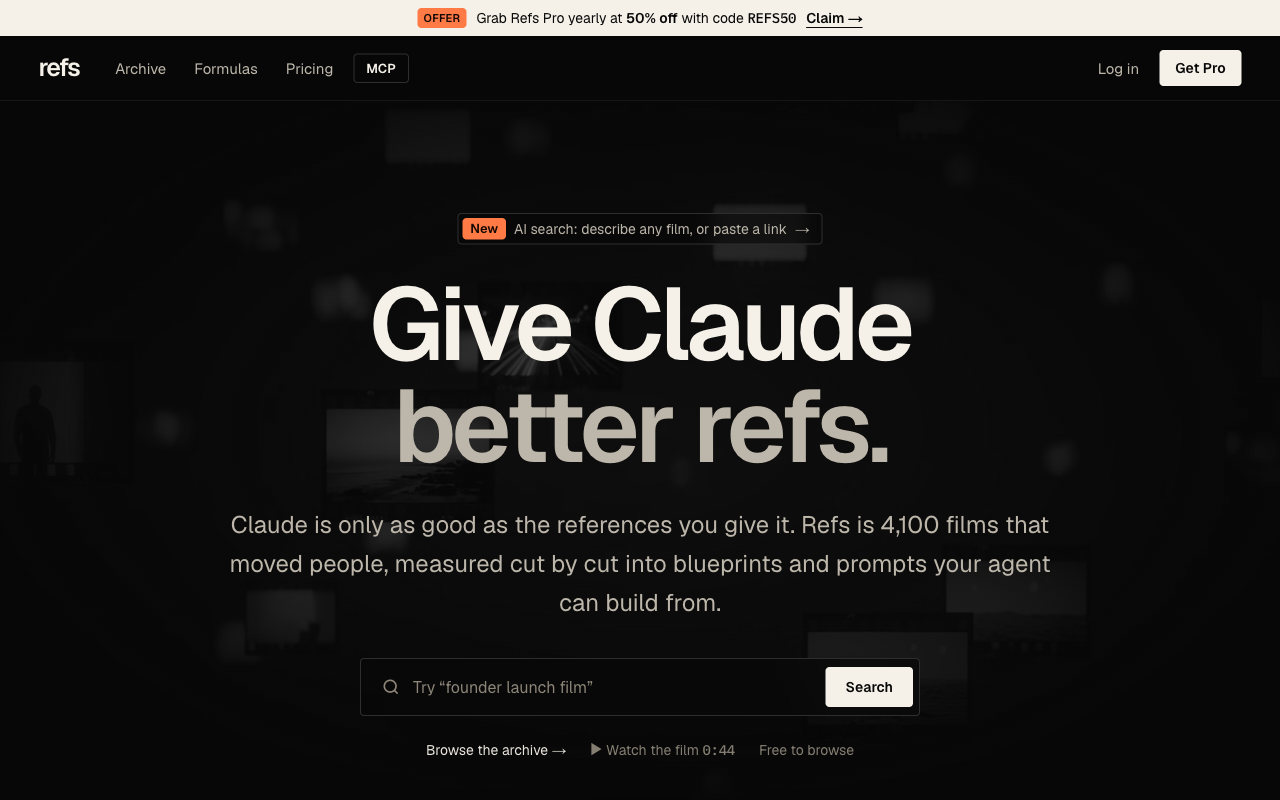 OFFER Grab Refs Pro yearly at 50% off with code REFS50 Claim →
refs Archive Formulas Pricing MCP Log in Get Pro
New AI search: describe any film, or paste a link →
Give Claude
better refs.
Claude is only as good as the references you give it. Refs is 4,100 films that
moved people, measured cut by cut into blueprints and prompts your agent
can build from.
Try “founder launch film” Search
Browse the archive → ▶ Watch the film 0:44 Free to browse